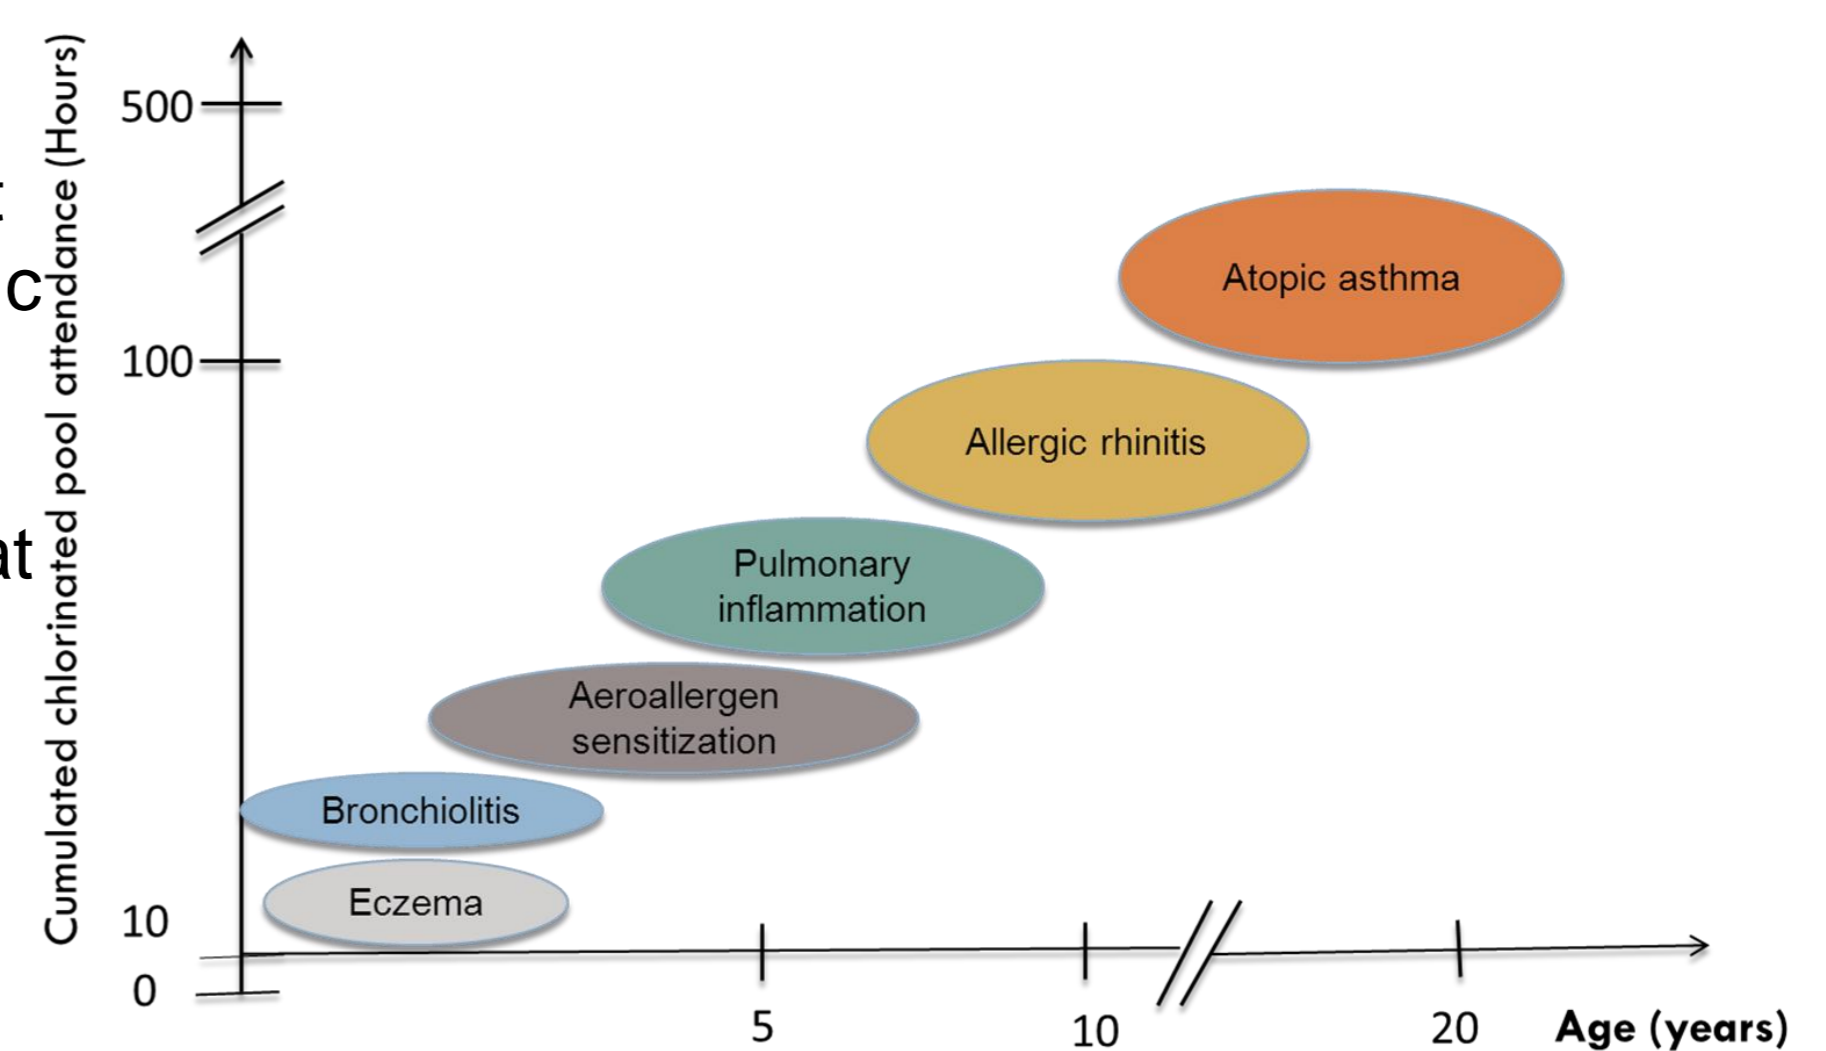 Cumulated chlorinated pool attendance (Hours)
500
t
c
100
at
10
0
Atopic asthma
Allergic rhinitis
Pulmonary
inflammation
Aeroallergen
sensitization
Bronchiolitis
Eczema
5
10
20
Age (years)